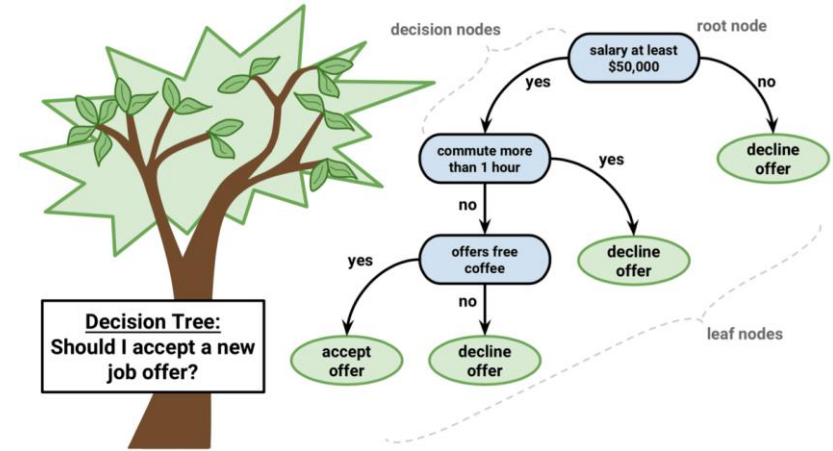 decision nodes
root node
salary at least
$50,000
yes
no
commute more
than 1 hour
yes
decline
offer
no
offers free
coffee
decline
offer
yes
no
leaf nodes
accept
offer
decline
offer
Decision Tree:
Should I accept a new
job offer?